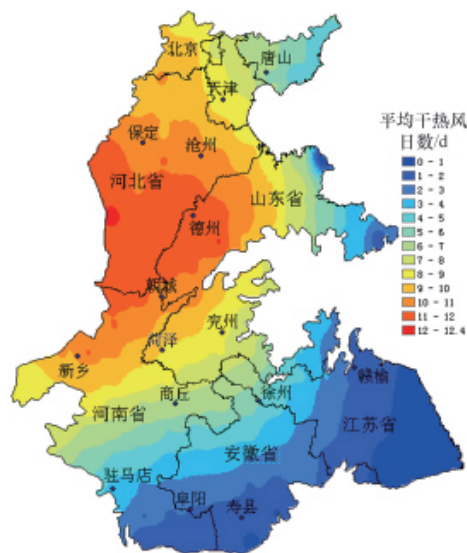 北京
唐山
天津
平均干热风
日数/d
保定
沧州
0 - 1
1 - 2
2 - 3
3 - 4
4 - 5
5 - 6
6 - 7
7 - 8
8 - 9
9 - 10
10 - 11
11 - 12
12 - 12.4
河北省
山东省
德州
兖州
菏泽
新乡
商丘
徐州
赣榆
河南省
江苏省
安徽省
驻马店
阜阳
寿县